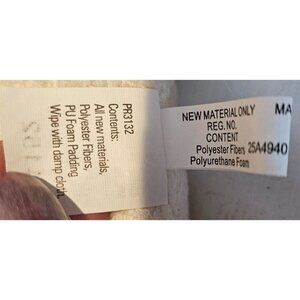 PR3132
Contents:
All new materials,
Polyester Fibers,
PU Foam Padding
Wipe with damp cloth.
NEW MATERIAL ONLY
REG. NO.
CONTENT
Polyester Fibers 25A4940
Polyurethane Foam
MA